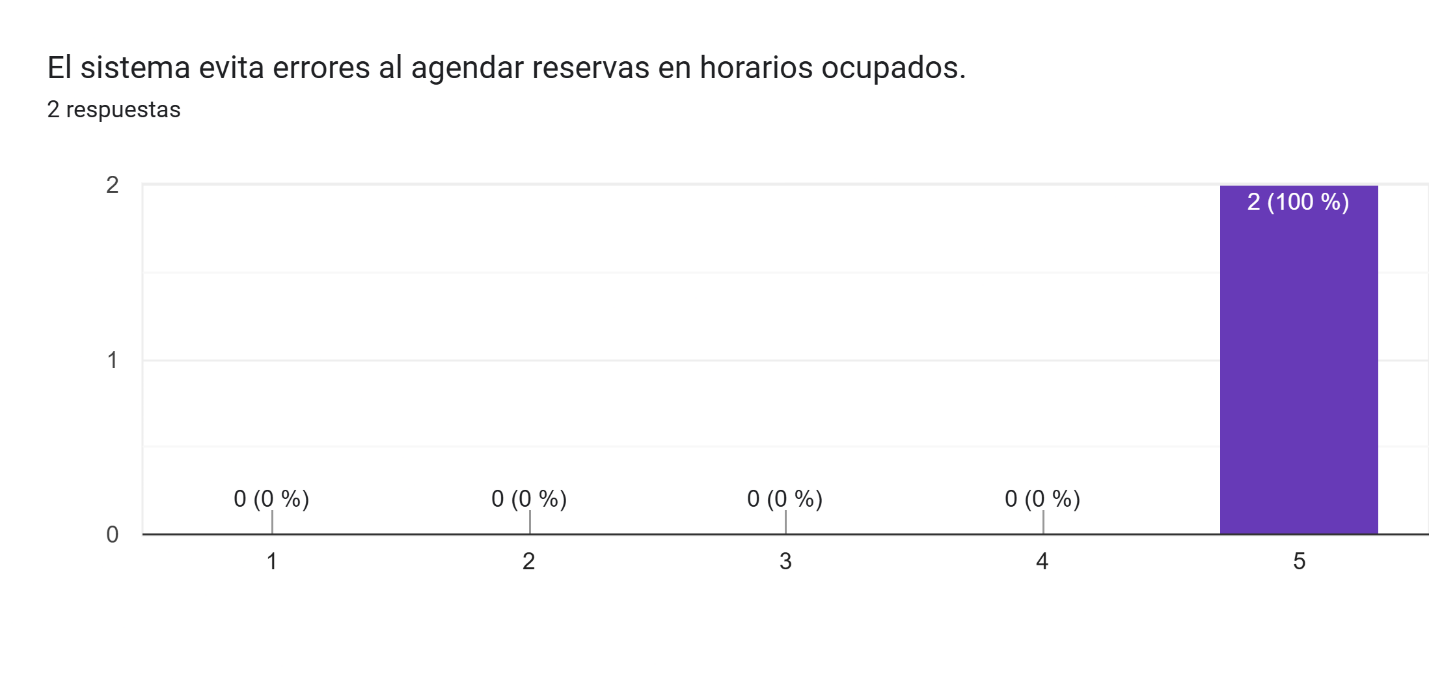 El sistema evita errores al agendar reservas en horarios ocupados.
2 respuestas
2
2 (100 %)
1
0 (0 %) 0 (0 %) 0 (0 %) 0 (0 %)
0
1 2 3 4 5